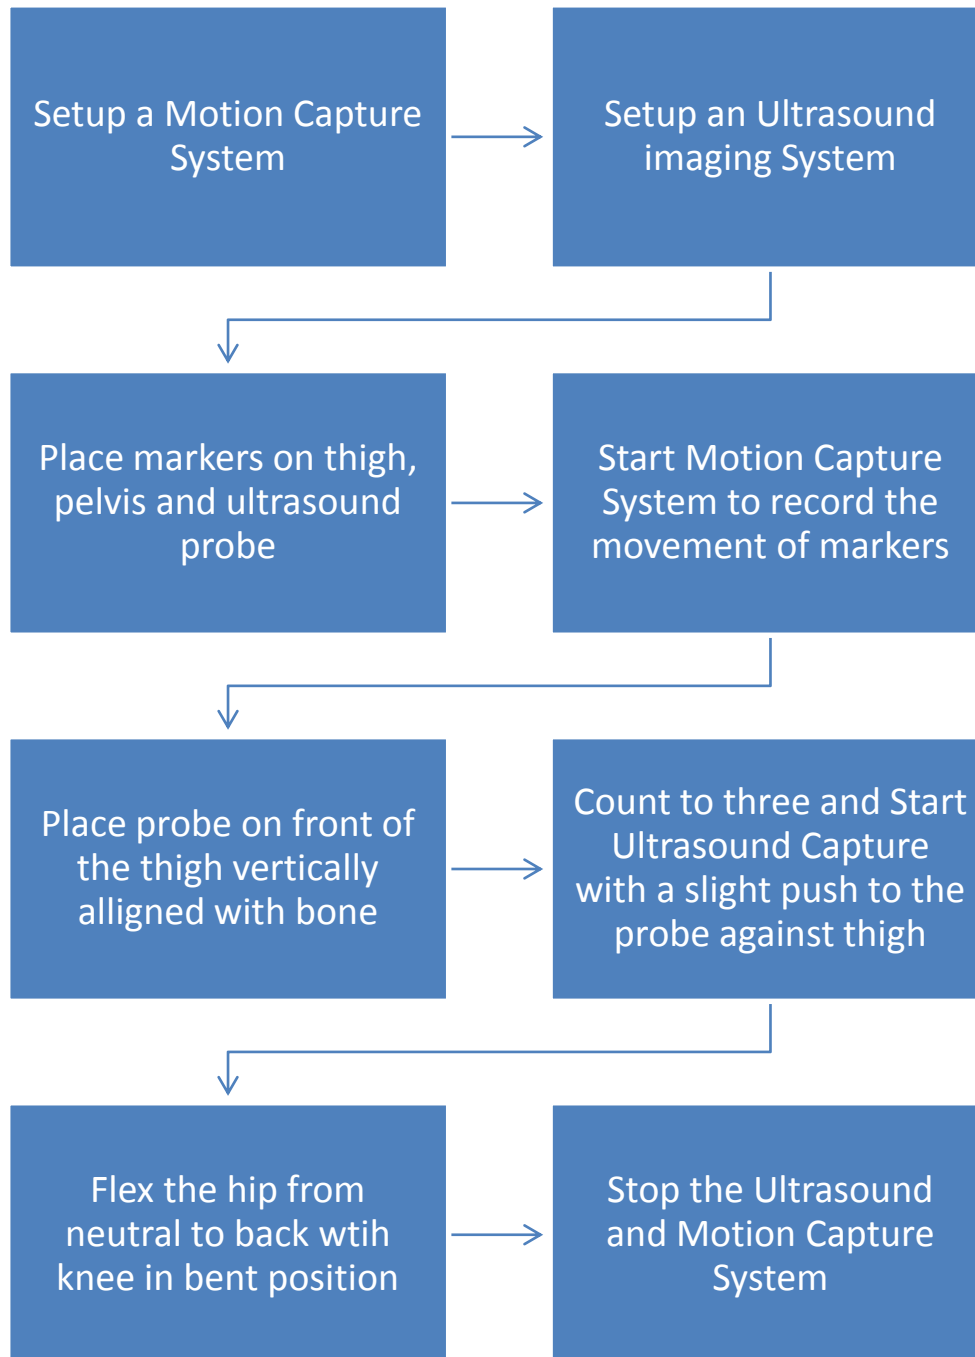 Setup a Motion Capture
System
Setup an Ultrasound
imaging System
Place markers on thigh,
pelvis and ultrasound
probe
Start Motion Capture
System to record the
movement of markers
Place probe on front of
the thigh vertically
alligned with bone
Count to three and Start
Ultrasound Capture
with a slight push to the
probe against thigh
Flex the hip from
neutral to back wtih
knee in bent position
Stop the Ultrasound
and Motion Capture
System